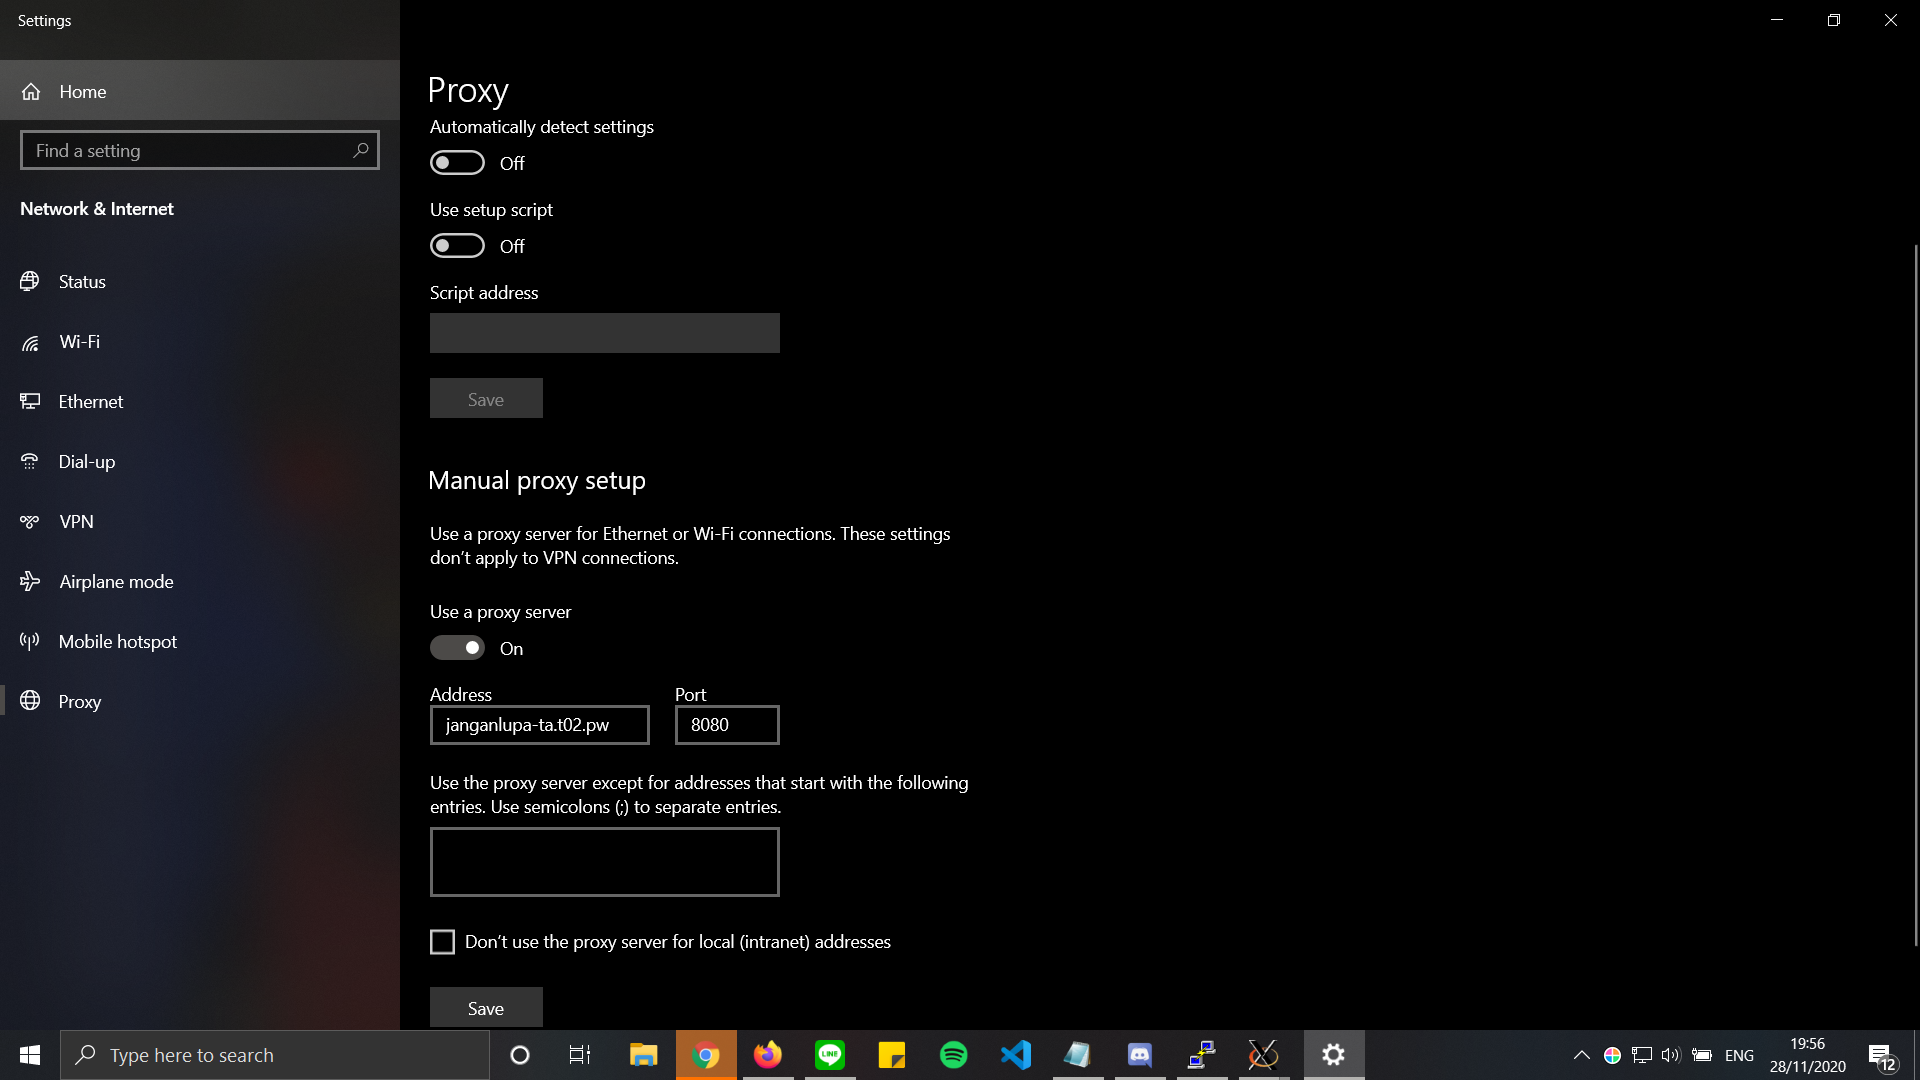 Settings
Home
Find a setting
Network & Internet
Status
Wi-Fi
Ethernet
Dial-up
VPN
Airplane mode
Mobile hotspot
Proxy
Proxy
Automatically detect settings
Off
Use setup script
Off
Script address
Save
Manual proxy setup
Use a proxy server for Ethernet or Wi-Fi connections. These settings
don't apply to VPN connections.
Use a proxy server
On
Address Port
janganlupa-ta.t02.pw 8080
Use the proxy server except for addresses that start with the following
entries. Use semicolons (;) to separate entries.
Don't use the proxy server for local (intranet) addresses
Save
Type here to search
LINE
ENG
19:56
28/11/2020
12